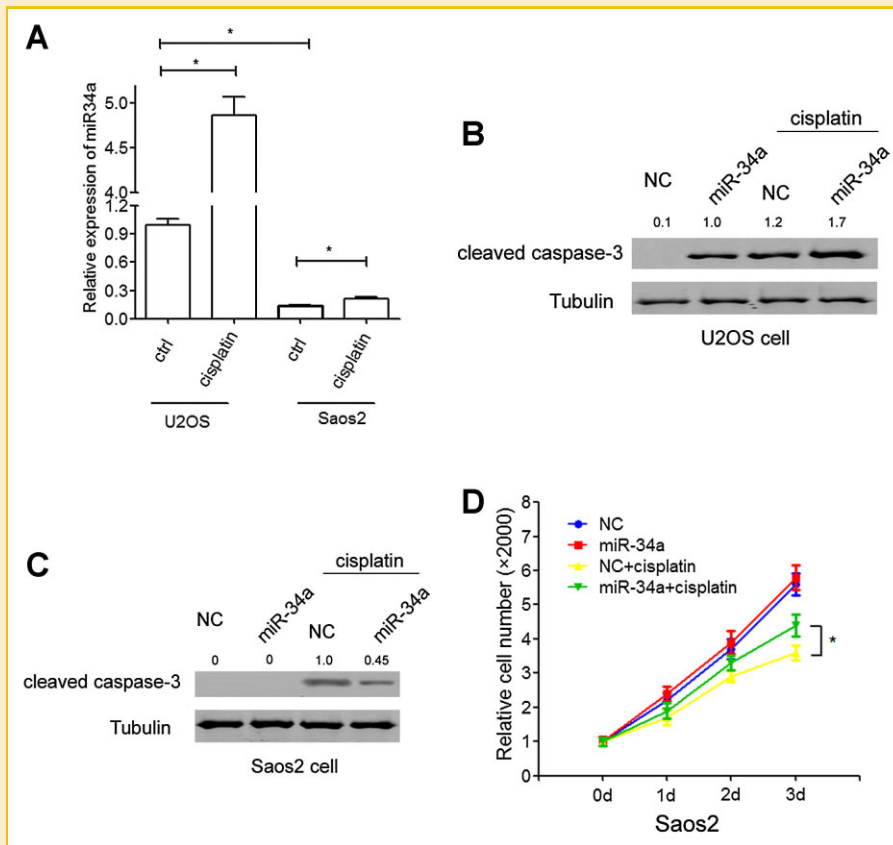 A
*
*
*
Relative expression of miR34a
5.0
4.5
4.0
1.2
0.9
0.6
0.3
0.0
ctrl
cisplatin
ctrl
cisplatin
U2OS
Saos2
B
cisplatin
NC
miR-34a
NC
miR-34a
0.1 1.0 1.2 1.7
cleaved caspase-3
Tubulin
U2OS cell
C
cisplatin
NC
miR-34a
NC
miR-34a
0 0 1.0 0.45
cleaved caspase-3
Tubulin
Saos2 cell
D
Relative cell number (×2000)
8
7
6
5
4
3
2
1
0
NC
miR-34a
NC+cisplatin
miR-34a+cisplatin
*
0d 1d 2d 3d
Saos2